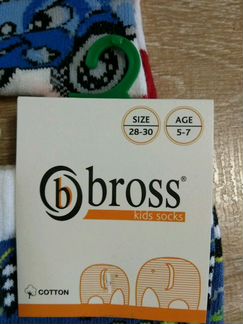 SIZE
28-30
AGE
5-7
b bross®
kids socks
COTTON